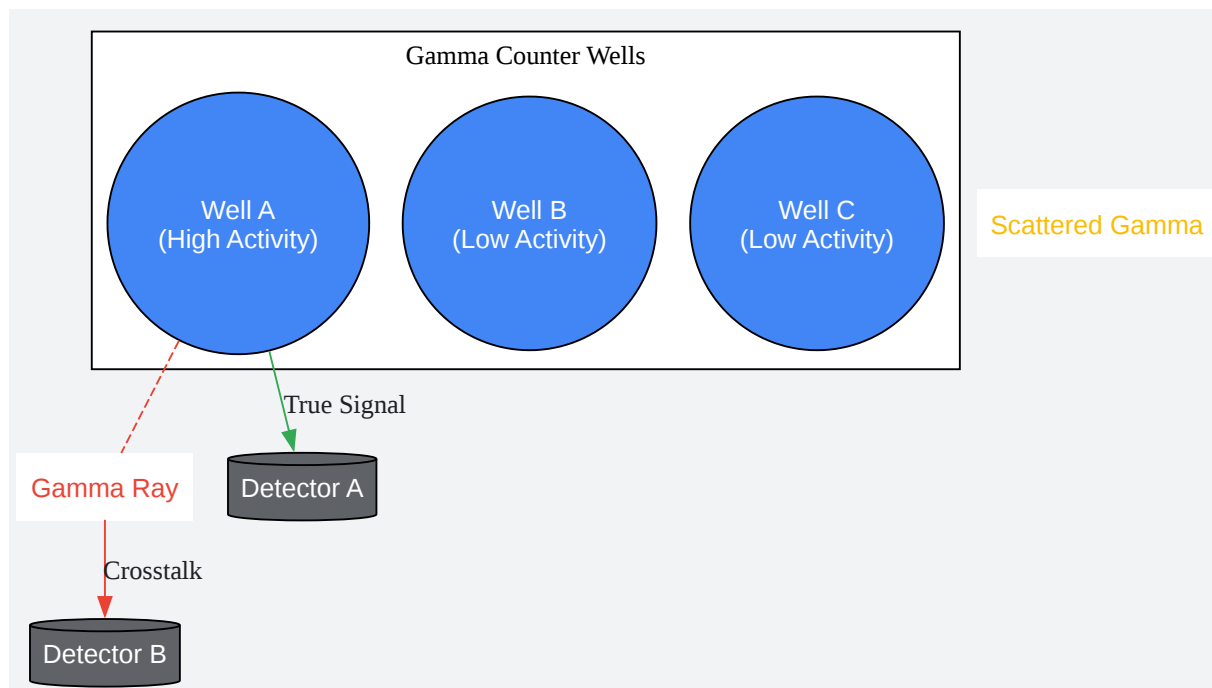 Gamma Counter Wells
Well A
(High Activity)
Well B
(Low Activity)
Well C
(Low Activity)
Scattered Gamma
True Signal
Gamma Ray
Detector A
Crosstalk
Detector B